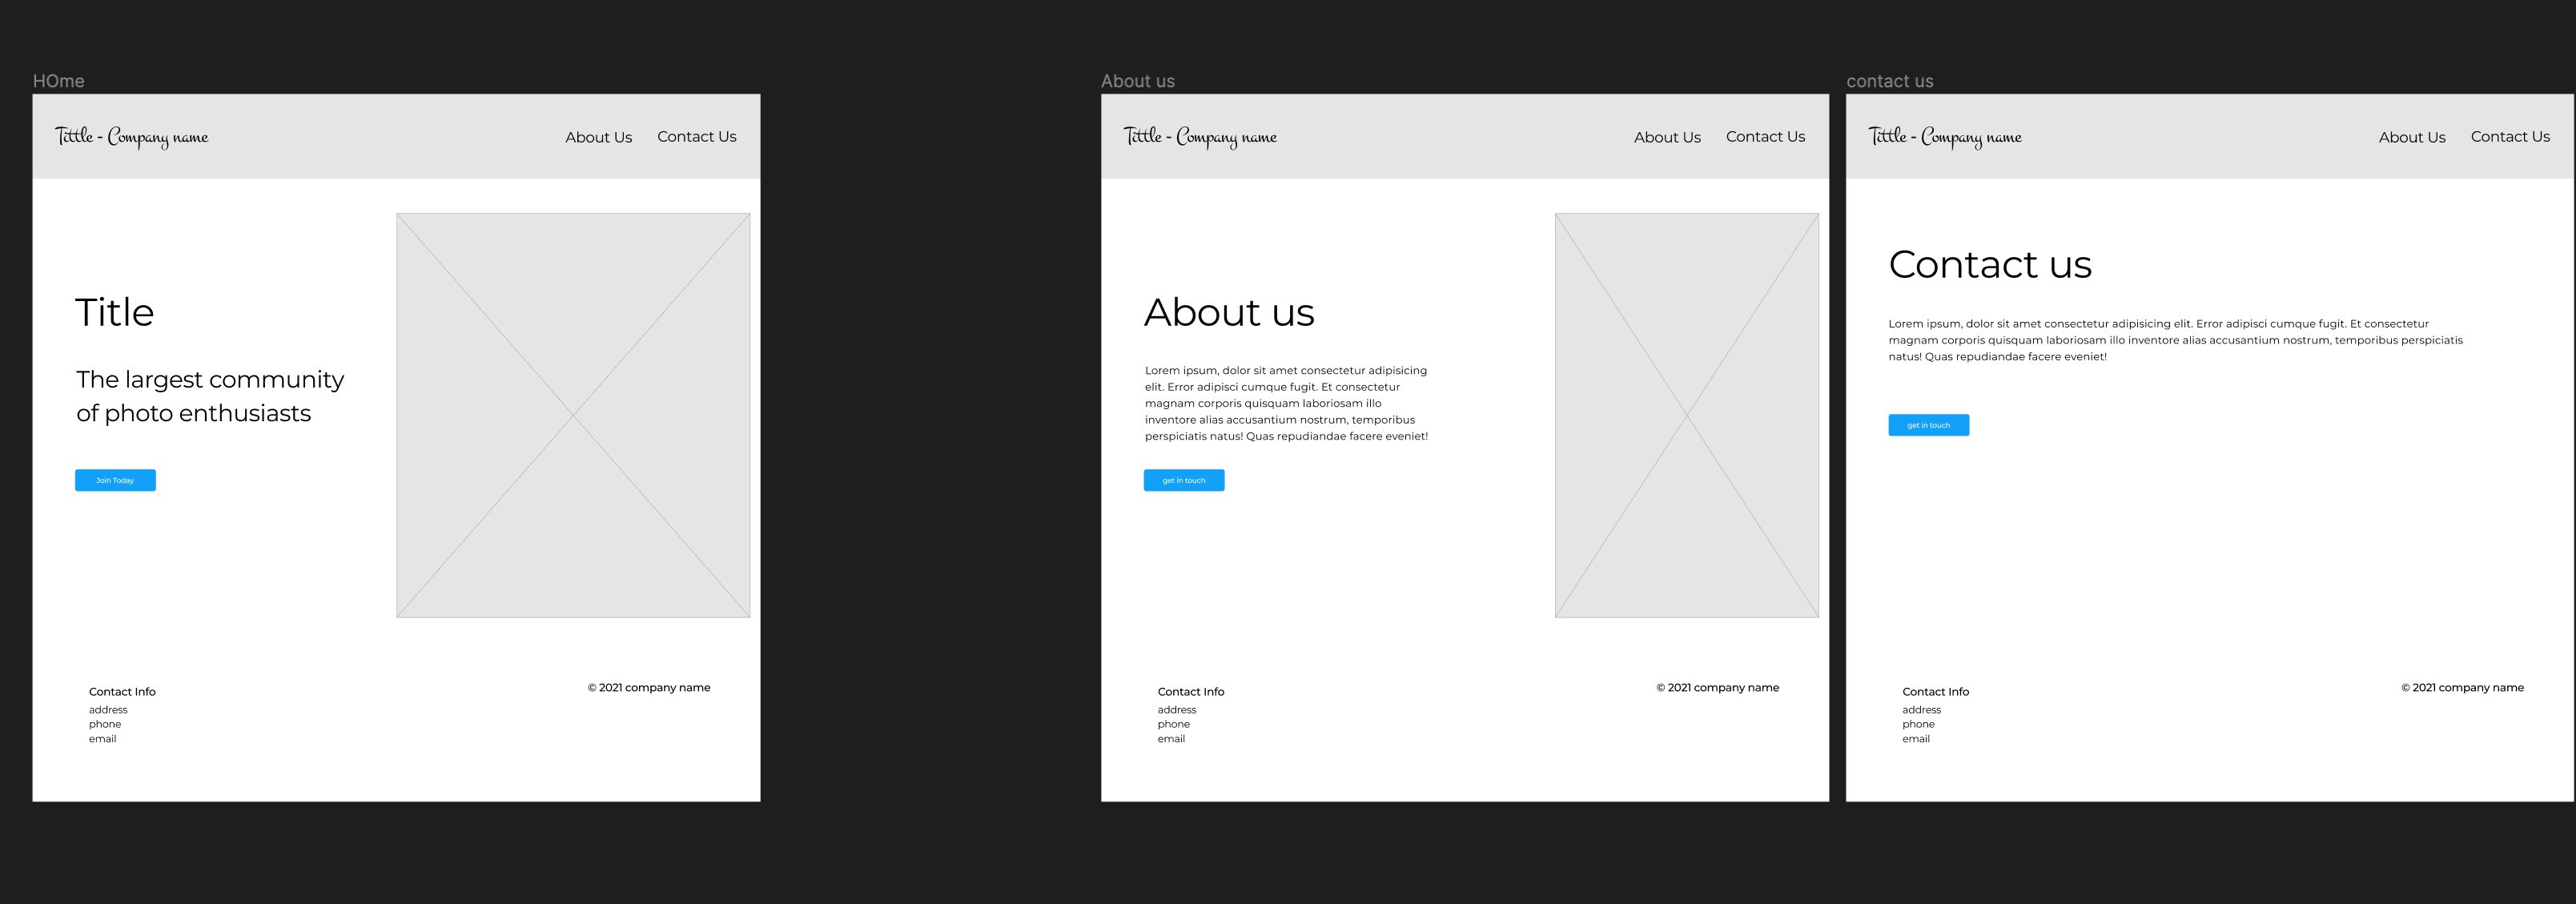 HOme
Tittle - Company name
About Us
Contact Us
Title
The largest community
of photo enthusiasts
Join Today
Contact Info
address
phone
email
© 2021 company name
About us
Tittle - Company name
About Us
Contact Us
About us
Lorem ipsum, dolor sit amet consectetur adipisicing
elit. Error adipisci cumque fugit. Et consectetur
magnam corporis quisquam laboriosam illo
inventore alias accusantium nostrum, temporibus
perspiciatis natus! Quas repudiandae facere eveniet!
get in touch
Contact Info
address
phone
email
© 2021 company name
contact us
Tittle - Company name
About Us
Contact Us
Contact us
Lorem ipsum, dolor sit amet consectetur adipisicing elit. Error adipisci cumque fugit. Et consectetur
magnam corporis quisquam laboriosam illo inventore alias accusantium nostrum, temporibus perspiciatis
natus! Quas repudiandae facere eveniet!
get in touch
Contact Info
address
phone
email
© 2021 company name